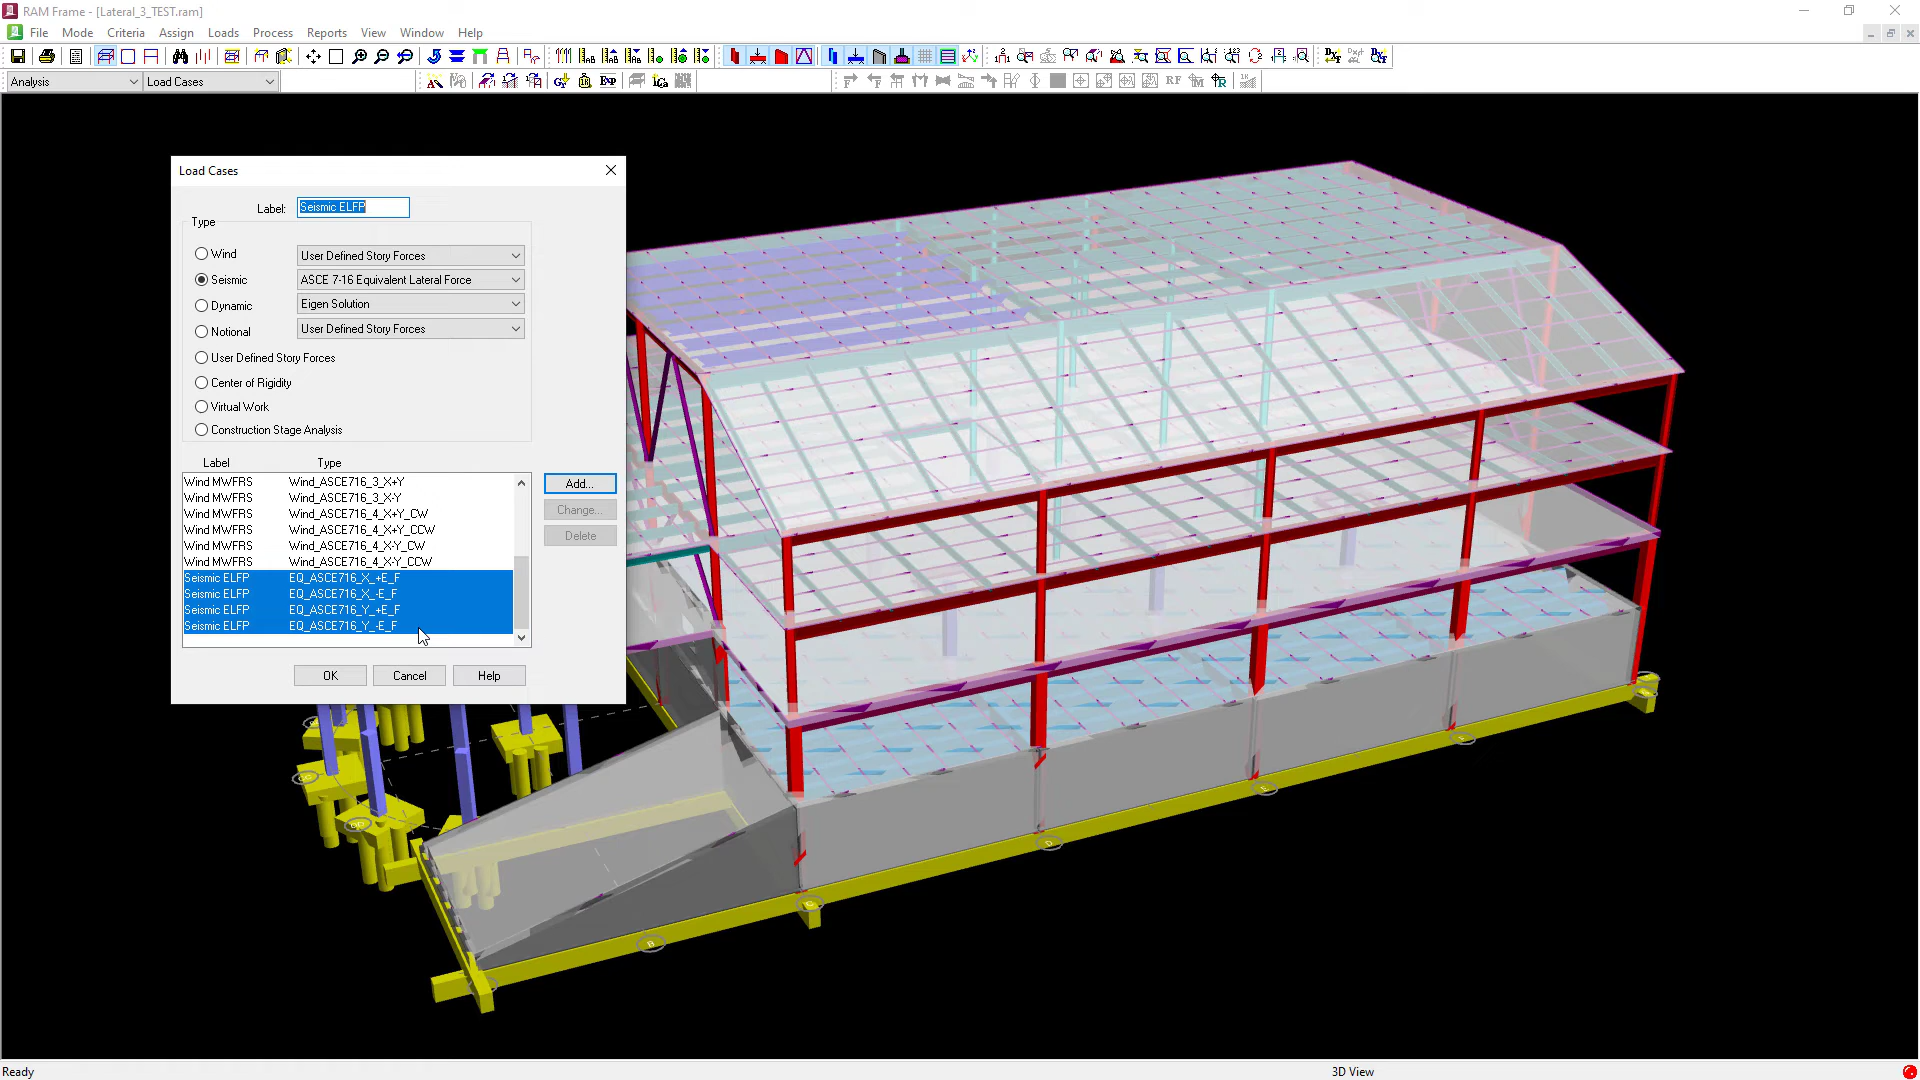 RAM Frame - [Lateral_3_TEST.ram]
File Mode Criteria Assign Loads Process Reports View Window Help
Analysis Load Cases
Load Cases
Label: Seismic ELFP
Type
Wind User Defined Story Forces
Seismic ASCE 7-16 Equivalent Lateral Force
Dynamic Eigen Solution
Notional User Defined Story Forces
User Defined Story Forces
Center of Rigidity
Virtual Work
Construction Stage Analysis
Label Type
Wind MWFRS Wind_ASCE716_3_X+Y
Wind MWFRS Wind_ASCE716_3_X-Y
Wind MWFRS Wind_ASCE716_4_X+Y_CW
Wind MWFRS Wind_ASCE716_4_X+Y_CCW
Wind MWFRS Wind_ASCE716_4_X-Y_CW
Wind MWFRS Wind_ASCE716_4_X-Y_CCW
Seismic ELFP EQ_ASCE716_X_+E_F
Seismic ELFP EQ_ASCE716_X_-E_F
Seismic ELFP EQ_ASCE716_Y_+E_F
Seismic ELFP EQ_ASCE716_Y_-E_F
Add...
Change...
Delete
OK Cancel Help
B
Ready 3D View